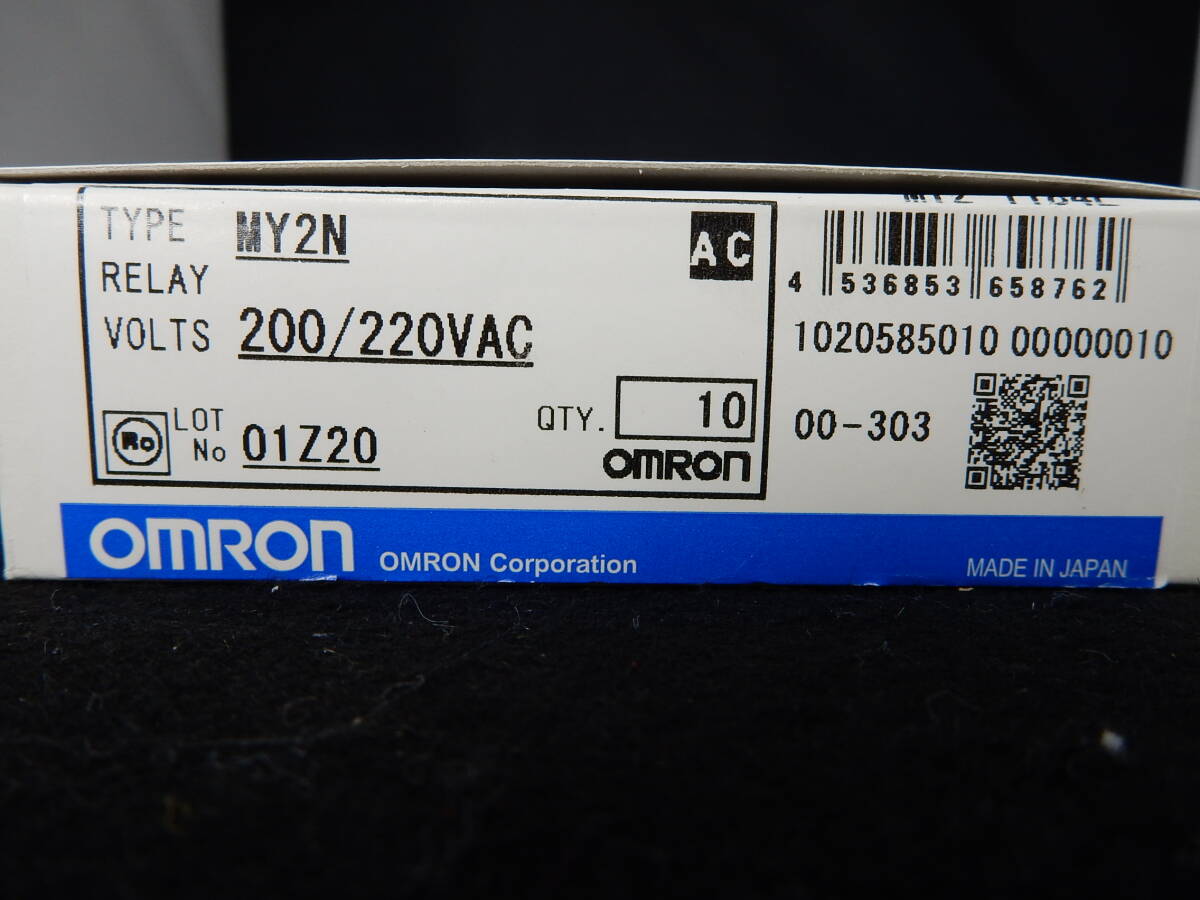 TYPE MY2N
RELAY
VOLTS 200/220VAC
AC
Ro
LOT No 01Z20
QTY. 10
OMRON
4 536853 658762
1020585010 00000010
00-303
OMRON OMRON Corporation
MADE IN JAPAN